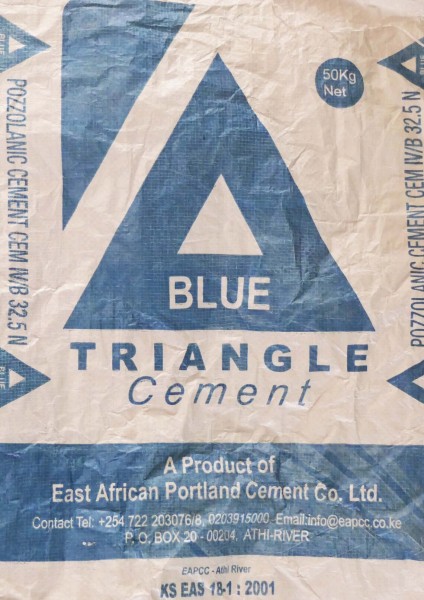 BLUE
50Kg
Net
POZZOLANIC CEMENT CEM IV/B 32.5 N
POZZOLANIC CEMENT CEM IV/B 32.5 N
BLUE
TRIANGLE
Cement
BLUE
A Product of
East African Portland Cement Co. Ltd.
Contact Tel: +254 722 203076/8, 0203915000 Email:info@eapcc.co.ke
P. O. BOX 20 - 00204, ATHI-RIVER
EAPCC - Athi River
KS EAS 18-1 : 2001